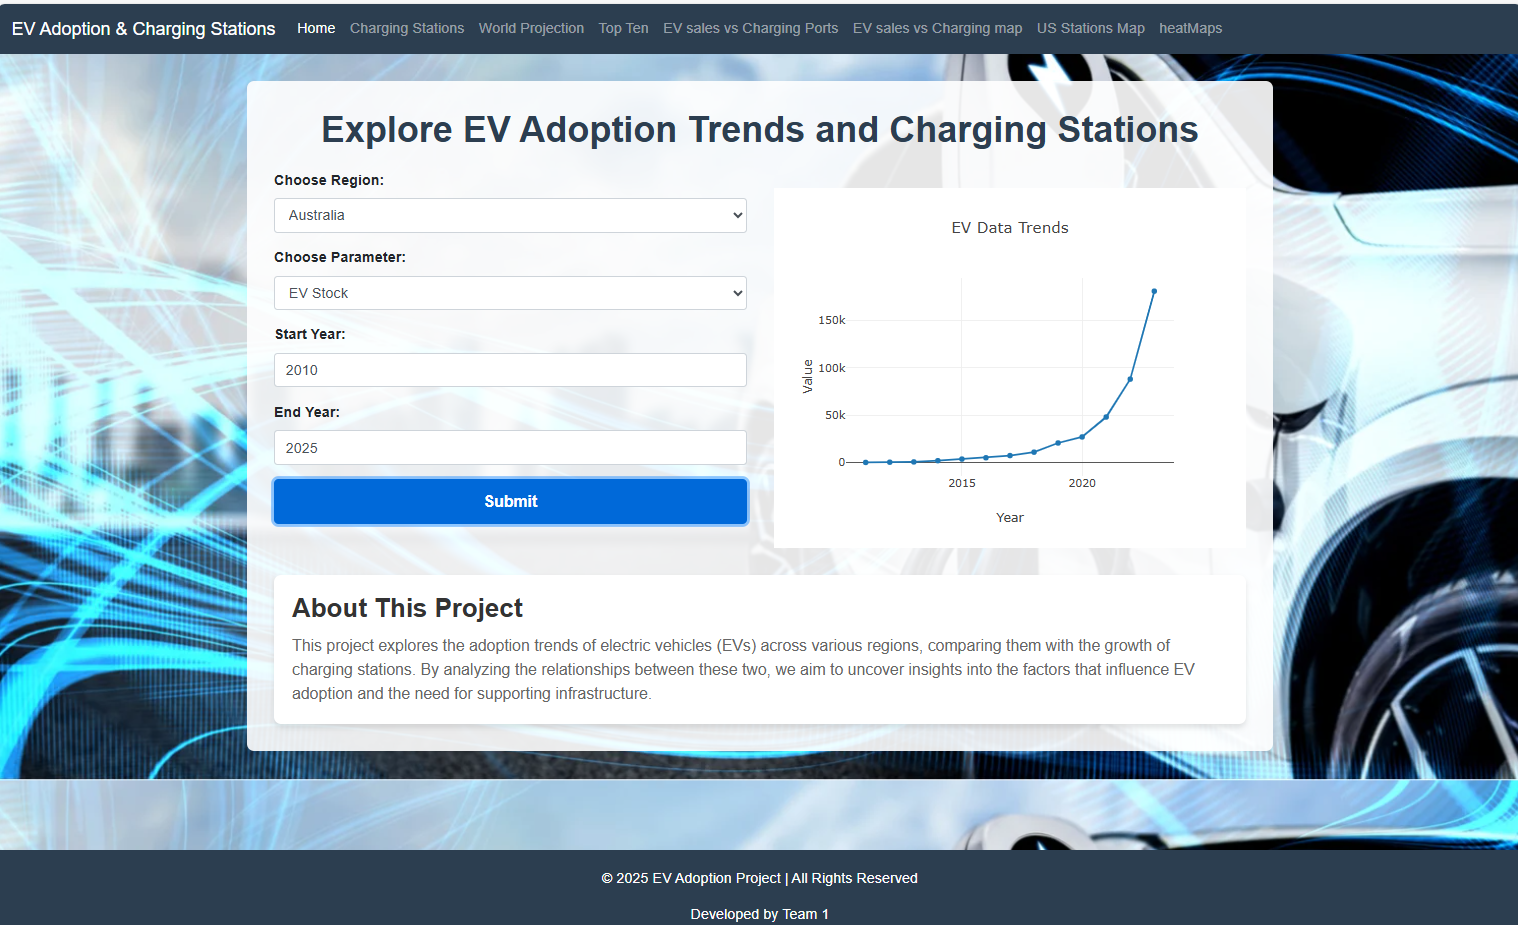 EV Adoption & Charging Stations Home Charging Stations World Projection Top Ten EV sales vs Charging Ports EV sales vs Charging map US Stations Map heatMaps
Explore EV Adoption Trends and Charging Stations
Choose Region:
Australia
Choose Parameter:
EV Stock
Start Year:
2010
End Year:
2025
Submit
EV Data Trends
150k
100k
50k
0
Value
2015 2020
Year
About This Project
This project explores the adoption trends of electric vehicles (EVs) across various regions, comparing them with the growth of
charging stations. By analyzing the relationships between these two, we aim to uncover insights into the factors that influence EV
adoption and the need for supporting infrastructure.
© 2025 EV Adoption Project | All Rights Reserved
Developed by Team 1